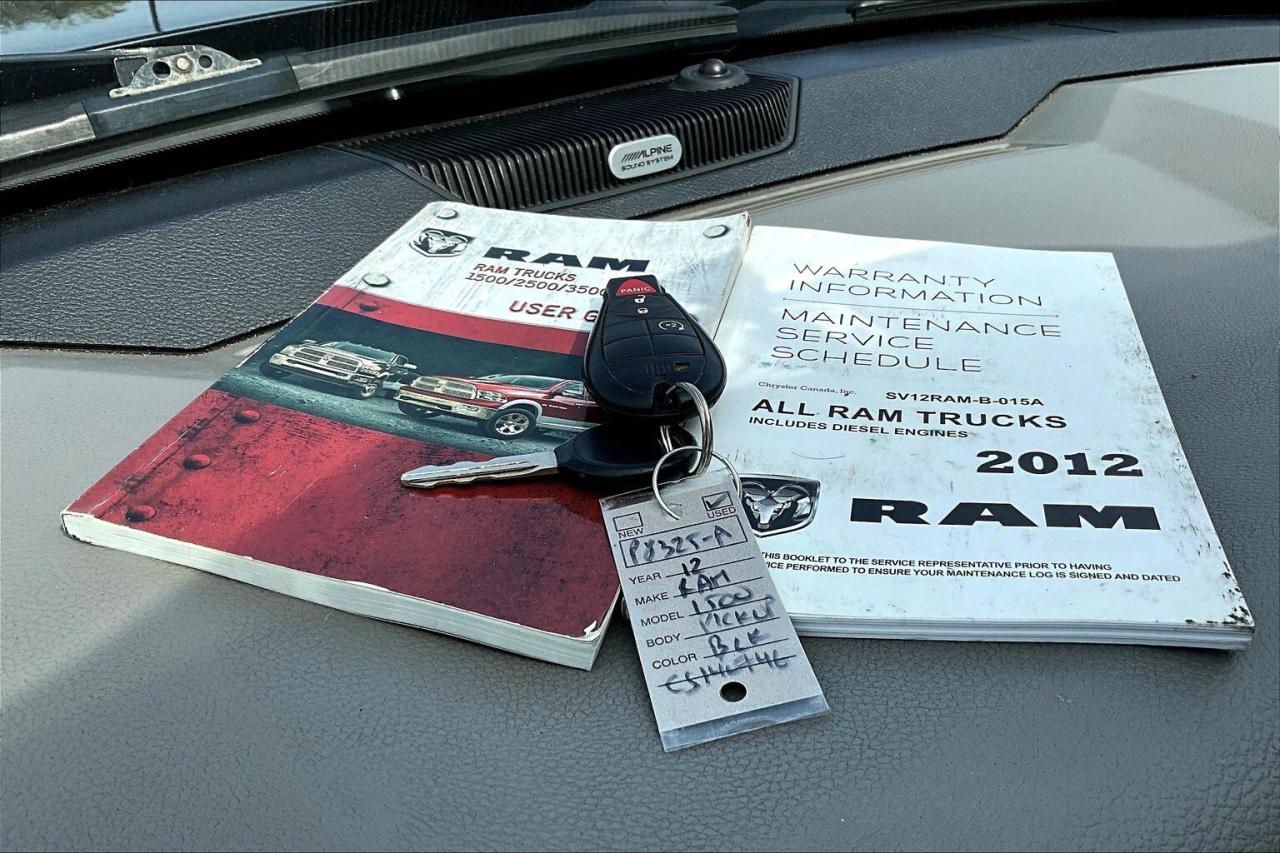 ALPINE
SOUND SYSTEM
RAM
RAM TRUCKS
1500/2500/3500
USER G
PANIC
x2
WARRANTY
INFORMATION
MAINTENANCE
SERVICE
SCHEDULE
Chrysler Canada, Inc.
SV12RAM-B-015A
ALL RAM TRUCKS
INCLUDES DIESEL ENGINES
2012
RAM
THIS BOOKLET TO THE SERVICE REPRESENTATIVE PRIOR TO HAVING
VICE PERFORMED TO ENSURE YOUR MAINTENANCE LOG IS SIGNED AND DATED
NEW USED
P8325-A
YEAR 12
MAKE RAM
MODEL 1500
BODY PICKUP
COLOR BLK